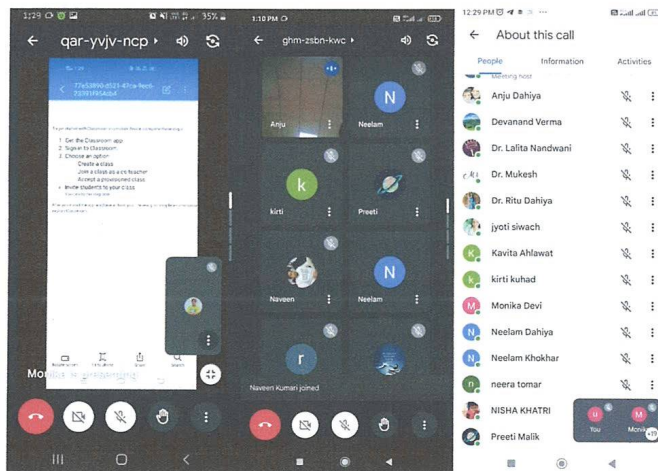 1:29
35%
qar-yvjv-ncp
1 Get the Classroom app
2 Sign in to Classroom
3 Choose an option
Create a class
Join a class as a co-teacher
Accept a provisioned class
Invite students to your class
1:10 PM
ghm-zsbn-kwc
Anju
N
Neelam
k
kirti
Preeti
Naveen
N
Neelam
r
Naveen Kumari joined
12:29 PM
About this call
People
Information
Activities
Meeting host
Anju Dahiya
Devanand Verma
Dr. Lalita Nandwani
Dr. Mukesh
Dr. Ritu Dahiya
jyoti siwach
K
Kavita Ahlawat
k
kirti kuhad
M
Monika Devi
N
Neelam Dahiya
N
Neelam Khokhar
n
neera tomar
NISHA KHATRI
Preeti Malik
u
You
M
+19